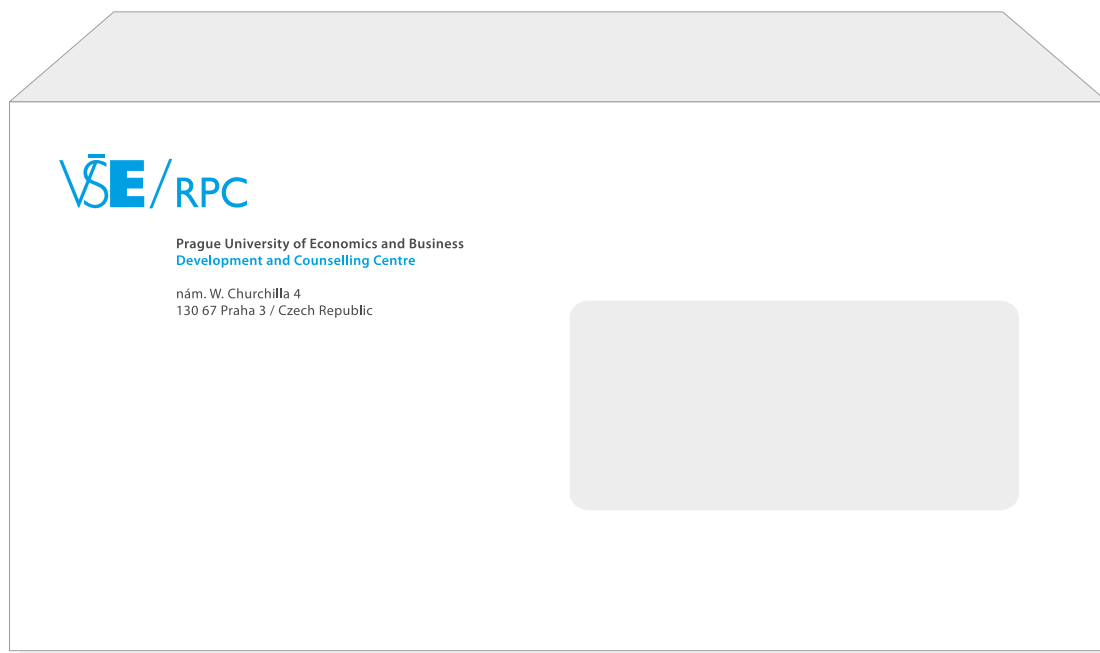 VŠE/RPC
Prague University of Economics and Business
Development and Counselling Centre
nám. W. Churchilla 4
130 67 Praha 3 / Czech Republic